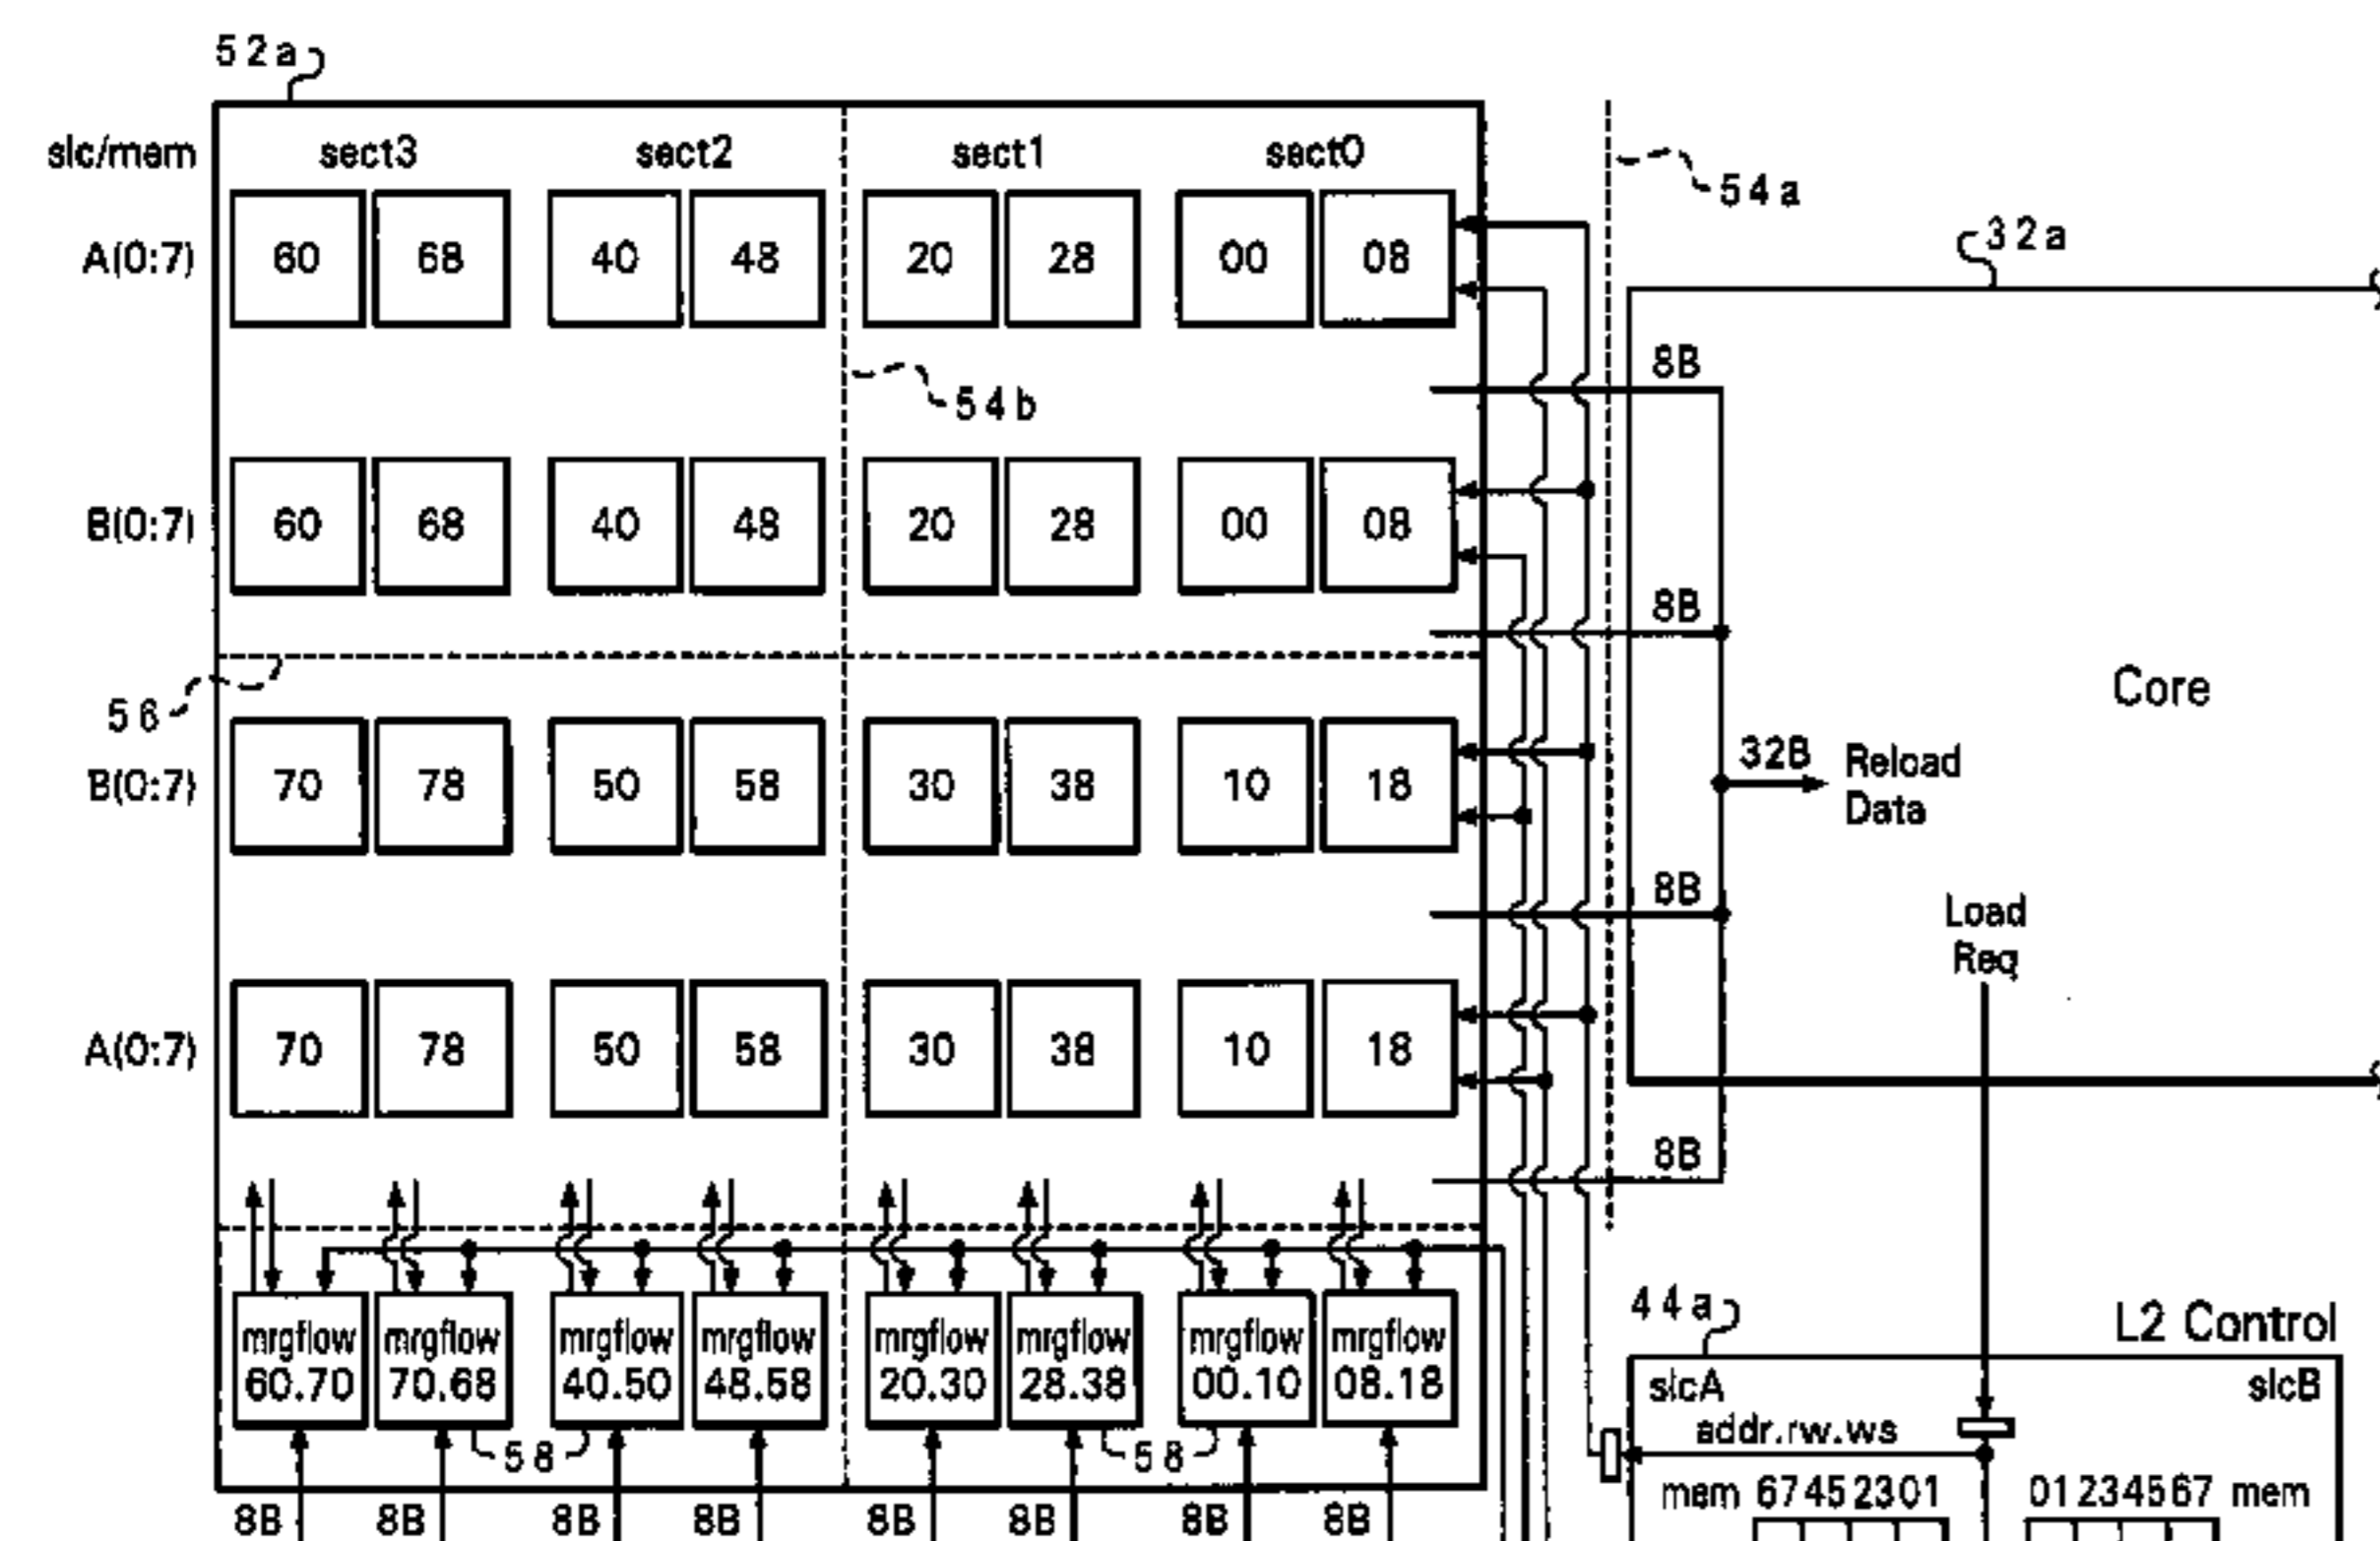 52a
slc/mem sect3 sect2 sect1 sect0
54a
A(0:7) 60 68 40 48 20 28 00 08
32a
8B
54b
B(0:7) 60 68 40 48 20 28 00 08
8B
56
Core
B(0:7) 70 78 50 58 30 38 10 18
32B Reload
Data
8B
Load
Req
A(0:7) 70 78 50 58 30 38 10 18
8B
44a
L2 Control
mrgflow mrgflow mrgflow mrgflow mrgflow mrgflow mrgflow mrgflow
60.70 70.68 40.50 48.58 20.30 28.38 00.10 08.18
slcA slcB
addr.rw.ws
58 58
mem 67452301 01234567 mem
8B 8B 8B 8B 8B 8B 8B 8B